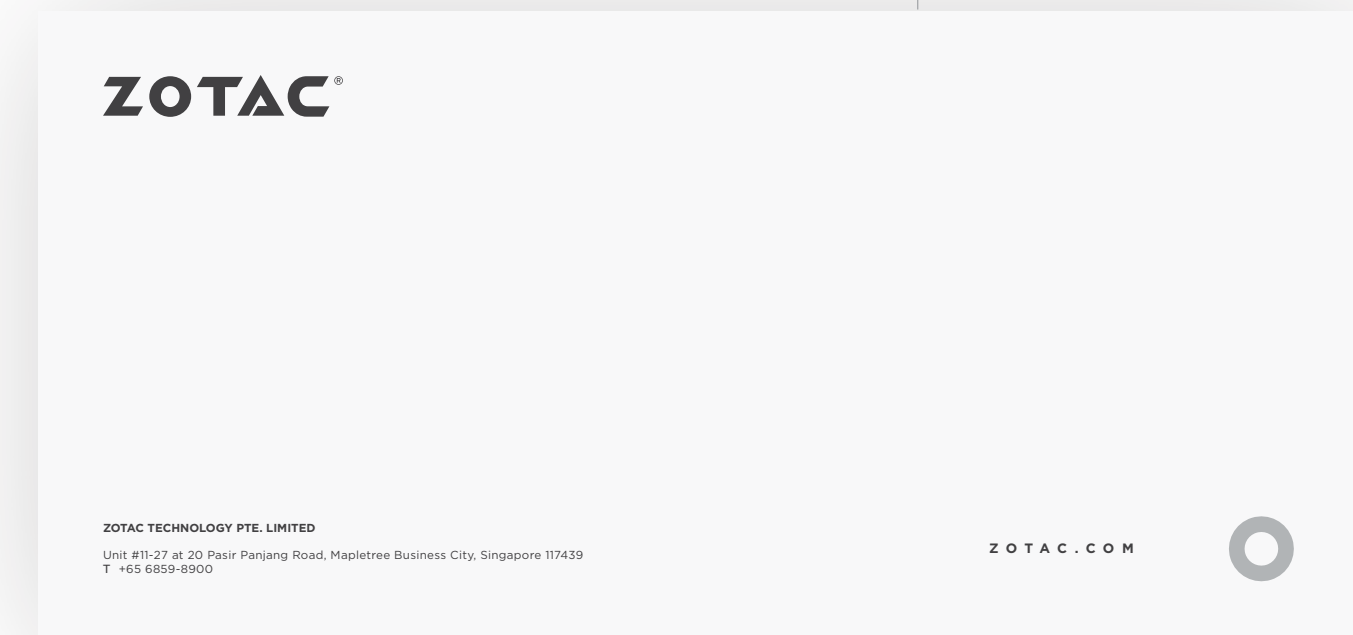 ZOTAC®
ZOTAC TECHNOLOGY PTE. LIMITED
Unit #11-27 at 20 Pasir Panjang Road, Mapletree Business City, Singapore 117439
T +65 6859-8900
ZOTAC.COM